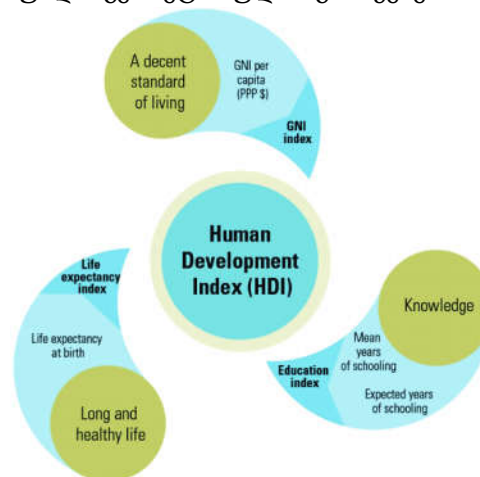 A decent
standard
of living
GNI per
capita
(PPP $)
GNI
index
Human
Development
Index (HDI)
Life
expectancy
index
Life expectancy
at birth
Long and
healthy life
Knowledge
Mean
years
of schooling
Education
index
Expected years
of schooling